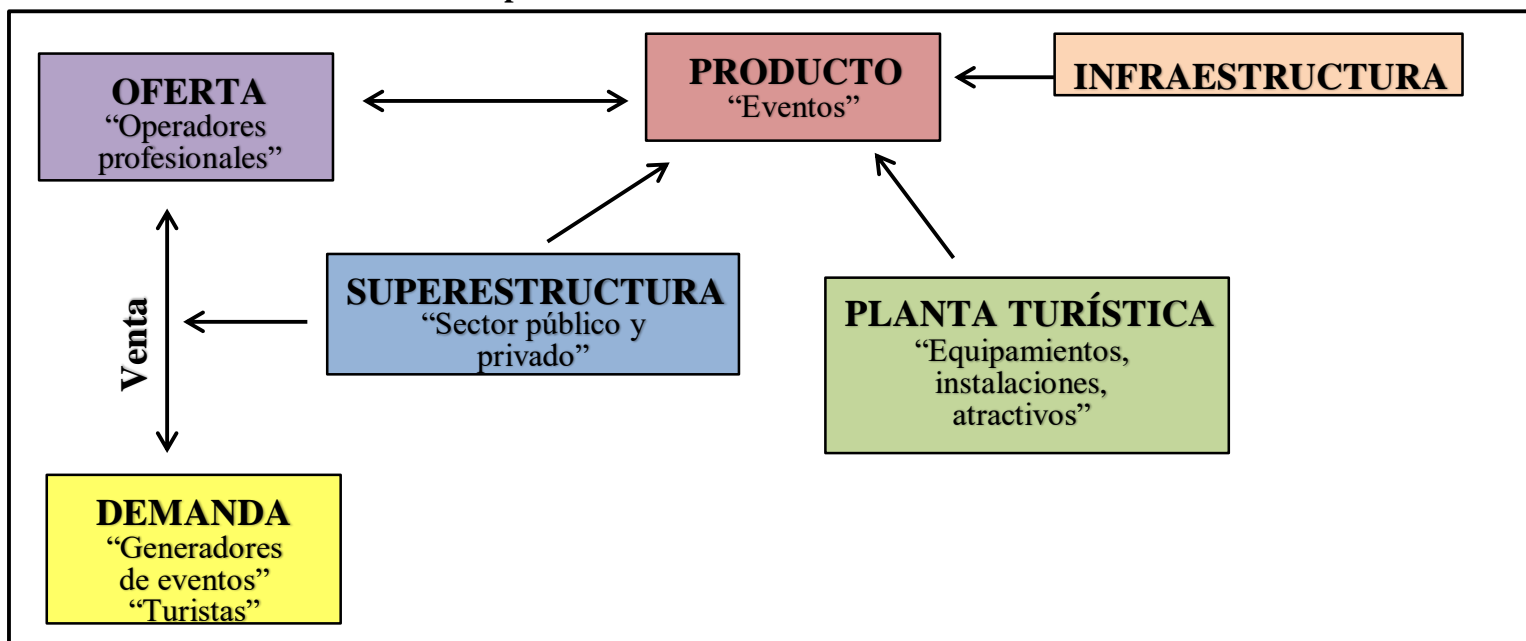 OFERTA
“Operadores
profesionales”
PRODUCTO
“Eventos”
INFRAESTRUCTURA
SUPERESTRUCTURA
“Sector público y
privado”
PLANTA TURÍSTICA
“Equipamientos,
instalaciones,
atractivos”
Venta
DEMANDA
“Generadores
de eventos”
“Turistas”